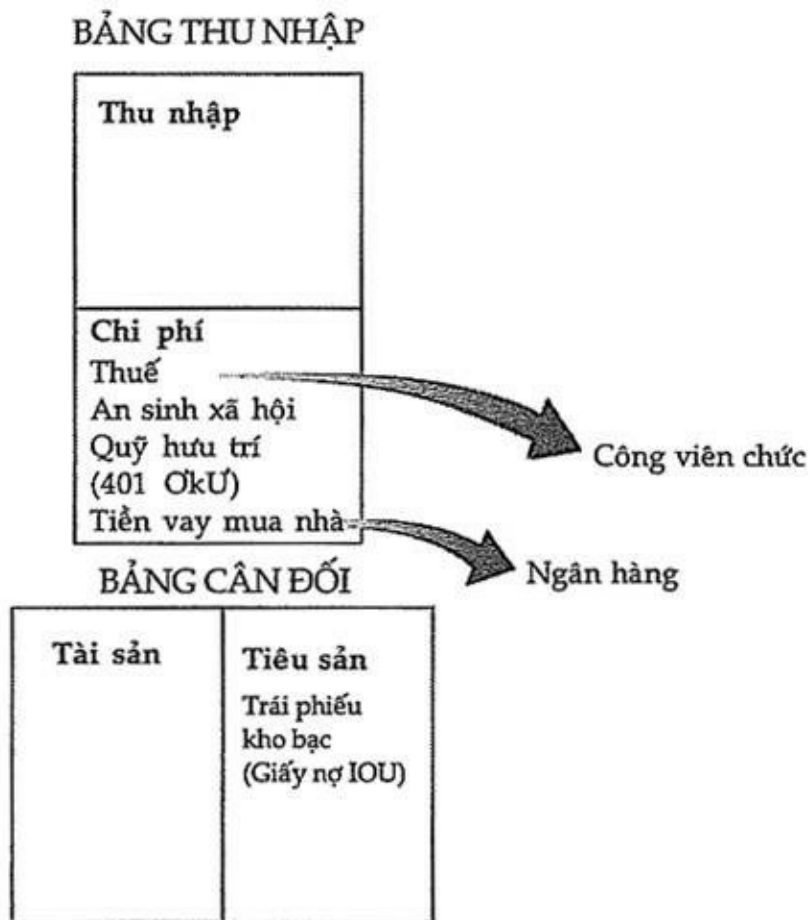 BẢNG THU NHẬP
Thu nhập
Chi phí
Thuế
An sinh xã hội
Quỹ hưu trí
(401 ƠkƯ)
Tiền vay mua nhà
Công viên chức
Ngân hàng
BẢNG CÂN ĐỐI
Tài sản
Tiêu sản
Trái phiếu
kho bạc
(Giấy nợ IOU)